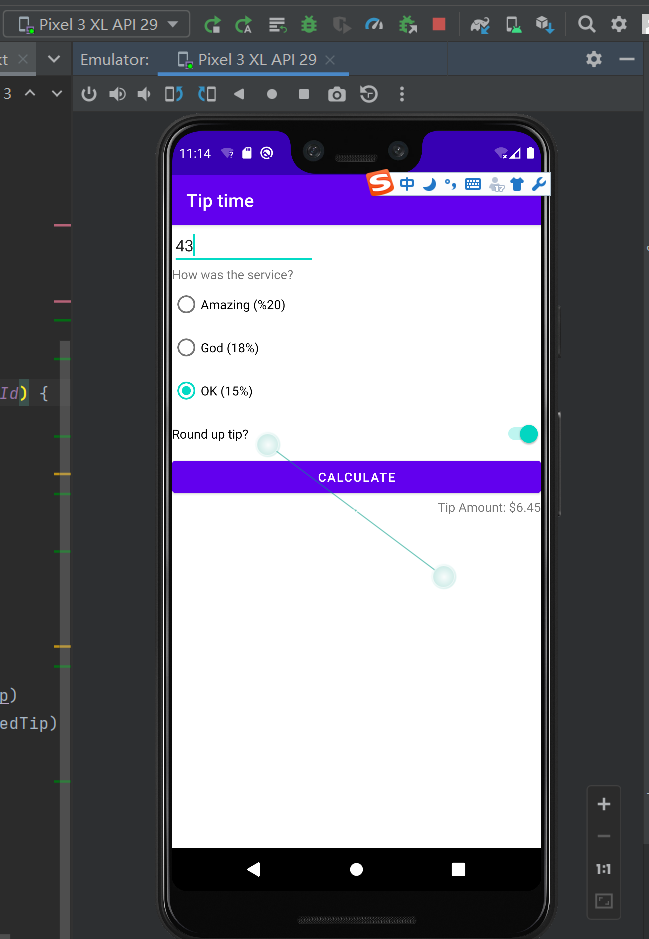 Pixel 3 XL API 29
t
Emulator:
Pixel 3 XL API 29
3
11:14
中
17
Tip time
43
How was the service?
Amazing (%20)
God (18%)
Id) {
OK (15%)
Round up tip?
CALCULATE
Tip Amount: $6.45
p)
edTip)
1:1